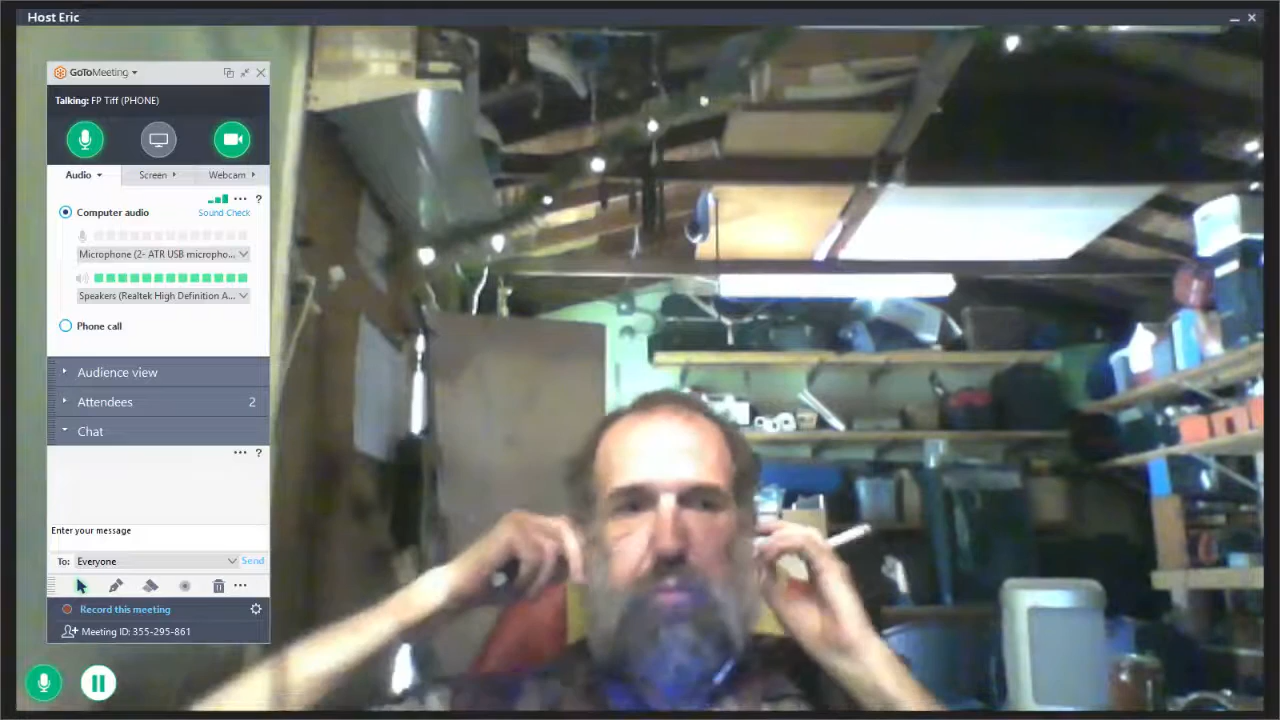 Host Eric
GoToMeeting
Talking: FP Tiff (PHONE)
Audio
Screen
Webcam
Computer audio
Sound Check
Microphone (2- ATR USB micropho...
Speakers (Realtek High Definition A...
Phone call
Audience view
Attendees 2
Chat
Enter your message
To: Everyone
Send
Record this meeting
Meeting ID: 355-295-861